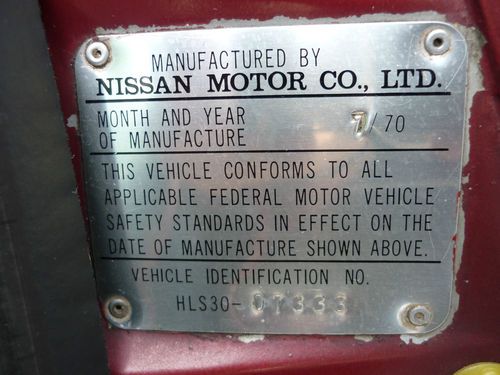 MANUFACTURED BY
NISSAN MOTOR CO., LTD.
MONTH AND YEAR
OF MANUFACTURE 7/70
THIS VEHICLE CONFORMS TO ALL
APPLICABLE FEDERAL MOTOR VEHICLE
SAFETY STANDARDS IN EFFECT ON THE
DATE OF MANUFACTURE SHOWN ABOVE.
VEHICLE IDENTIFICATION NO.
HLS30-07333